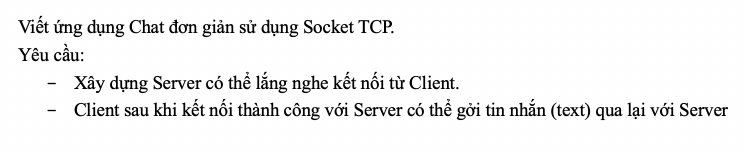 Viết ứng dụng Chat đơn giản sử dụng Socket TCP.
Yêu cầu:
- Xây dựng Server có thể lắng nghe kết nối từ Client.
- Client sau khi kết nối thành công với Server có thể gởi tin nhắn (text) qua lại với Server